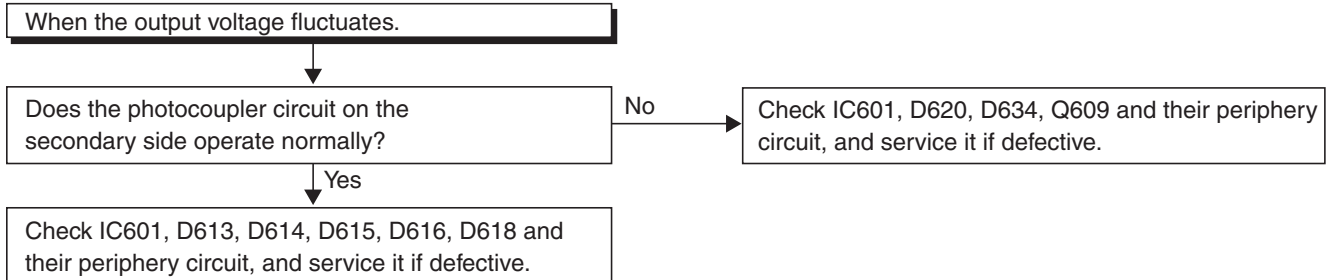 When the output voltage fluctuates.
Does the photocoupler circuit on the
secondary side operate normally?
No
Check IC601, D620, D634, Q609 and their periphery
circuit, and service it if defective.
Yes
Check IC601, D613, D614, D615, D616, D618 and
their periphery circuit, and service it if defective.